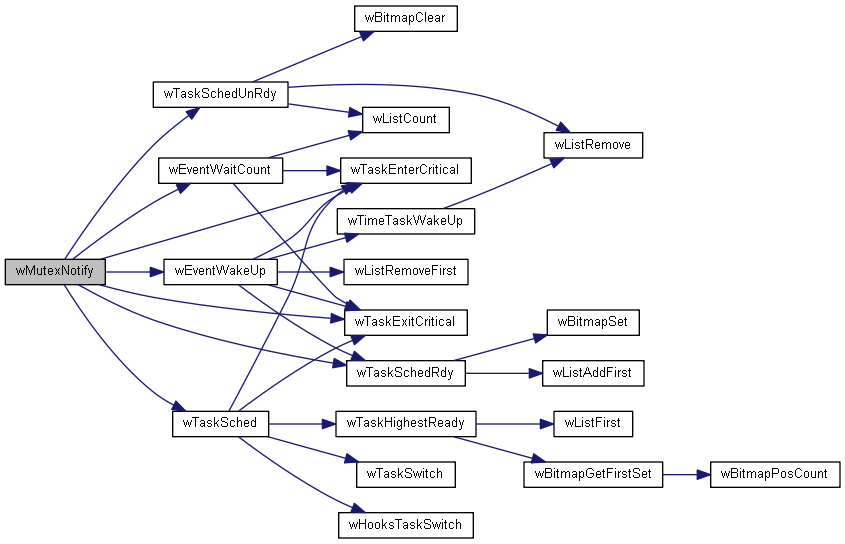 wBitmapClear
wTaskSchedUnRdy
wListCount
wListRemove
wEventWaitCount
wTaskEnterCritical
wTimeTaskWakeUp
wMutexNotify
wEventWakeUp
wListRemoveFirst
wTaskExitCritical
wBitmapSet
wTaskSchedRdy
wListAddFirst
wTaskSched
wTaskHighestReady
wListFirst
wTaskSwitch
wBitmapGetFirstSet
wBitmapPosCount
wHooksTaskSwitch